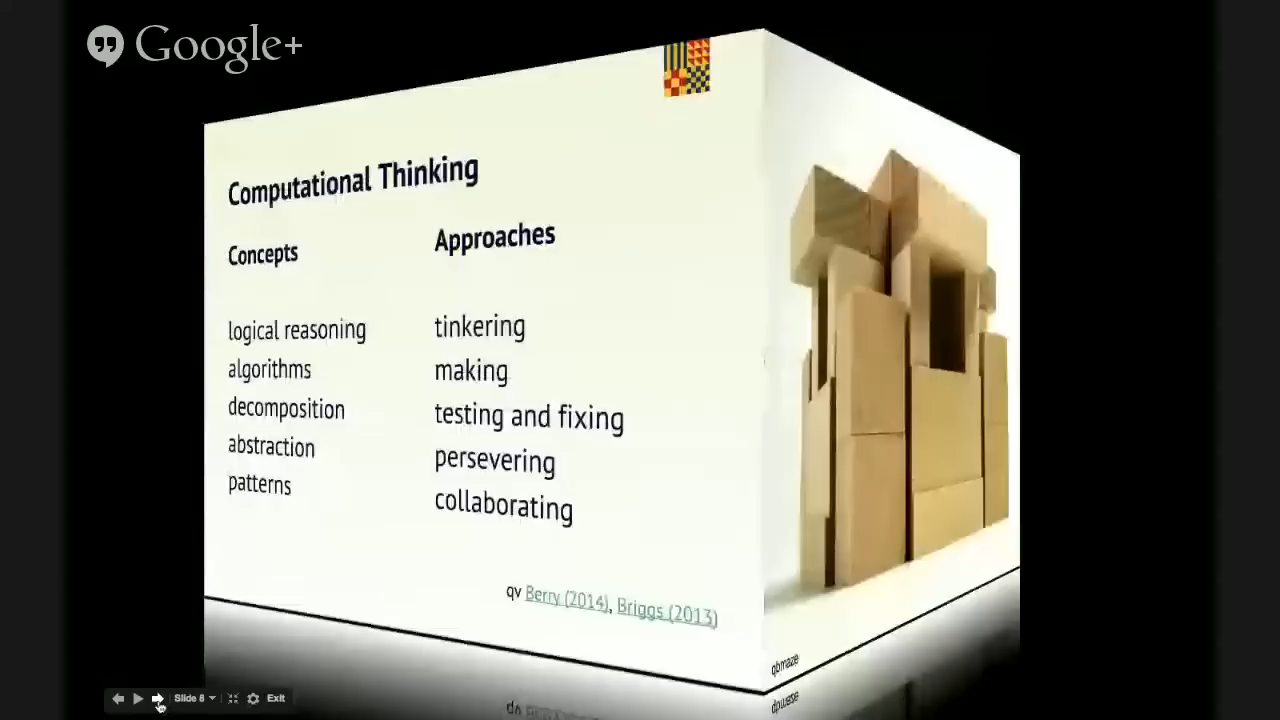 Google+
Computational Thinking
Concepts
logical reasoning
algorithms
decomposition
abstraction
patterns
Approaches
tinkering
making
testing and fixing
persevering
collaborating
qv Berry (2014), Briggs (2013)
qbmaze
Slide 8
Exit